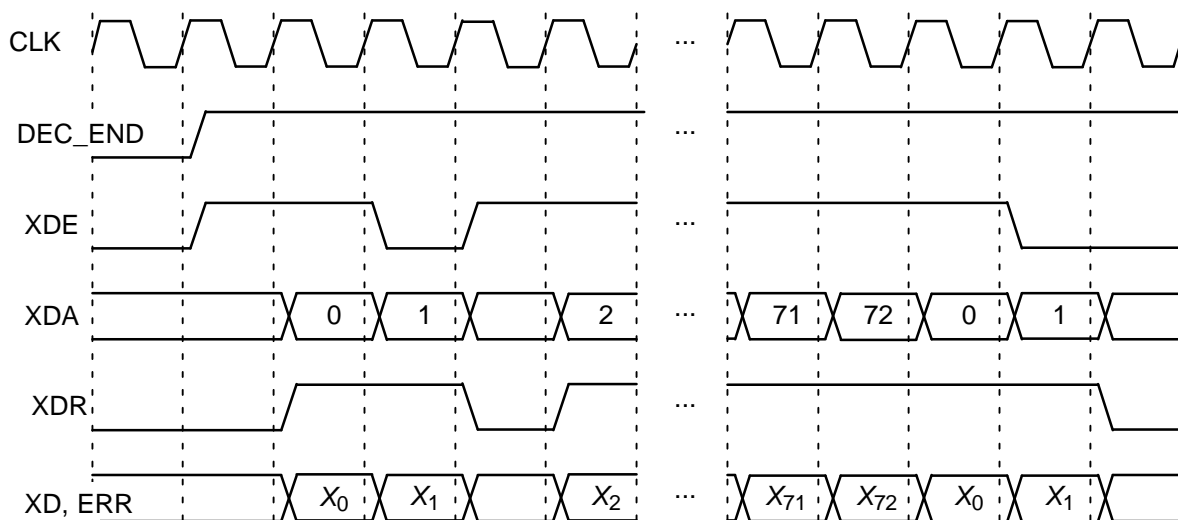 CLK ...
DEC_END ...
XDE ...
XDA 0 1 2 ... 71 72 0 1
XDR ...
XD, ERR X0 X1 X2 ... X71 X72 X0 X1